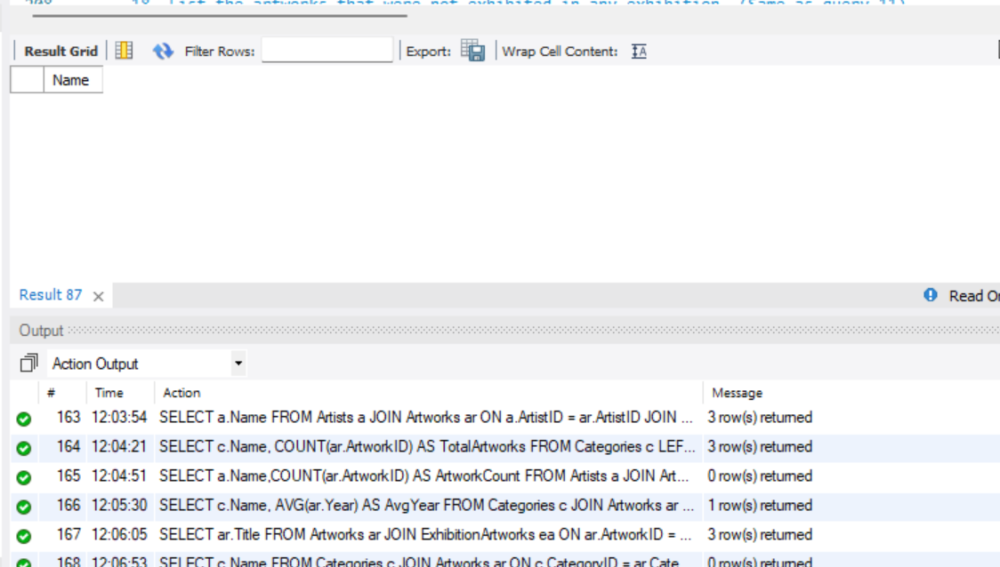 18. List the artworks that were not exhibited in any exhibition. (Same as query 11)
Result Grid Filter Rows: Export: Wrap Cell Content: IA
Name
Result 87 Read On
Output
Action Output
# Time Action Message
163 12:03:54 SELECT a.Name FROM Artists a JOIN Artworks ar ON a.ArtistID = ar.ArtistID JOIN ... 3 row(s) returned
164 12:04:21 SELECT c.Name, COUNT(ar.ArtworkID) AS TotalArtworks FROM Categories c LEF... 3 row(s) returned
165 12:04:51 SELECT a.Name,COUNT(ar.ArtworkID) AS ArtworkCount FROM Artists a JOIN Art... 0 row(s) returned
166 12:05:30 SELECT c.Name, AVG(ar.Year) AS AvgYear FROM Categories c JOIN Artworks ar ... 1 row(s) returned
167 12:06:05 SELECT ar.Title FROM Artworks ar JOIN ExhibitionArtworks ea ON ar.ArtworkID = ... 3 row(s) returned
168 12:06:53 SELECT c.Name FROM Categories c JOIN Artworks ar ON c.CategoryID = ar.Cate... 0 row(s) returned